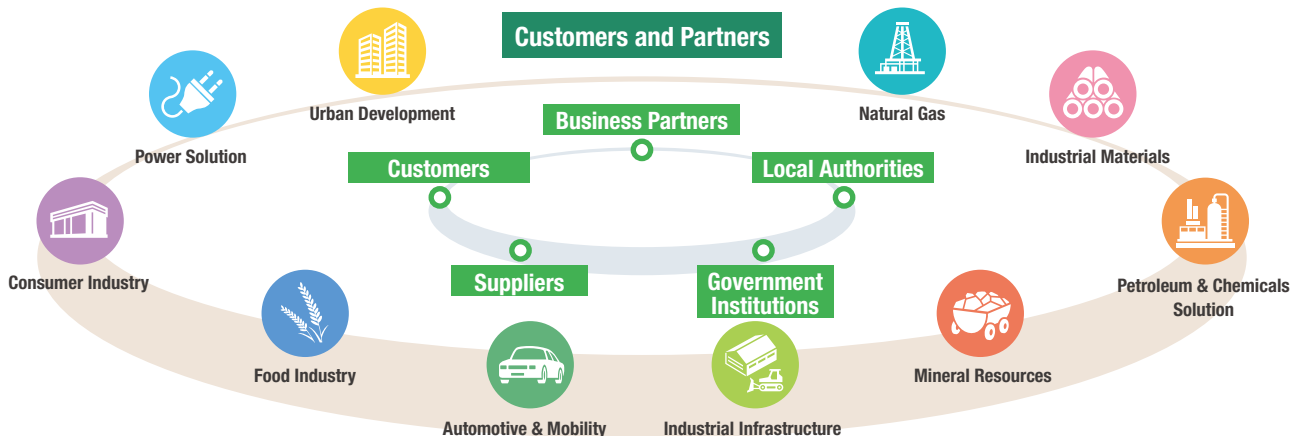 Customers and Partners
Urban Development
Natural Gas
Business Partners
Power Solution
Industrial Materials
Customers
Local Authorities
Consumer Industry
Suppliers
Government
Institutions
Petroleum & Chemicals
Solution
Food Industry
Mineral Resources
Automotive & Mobility
Industrial Infrastructure